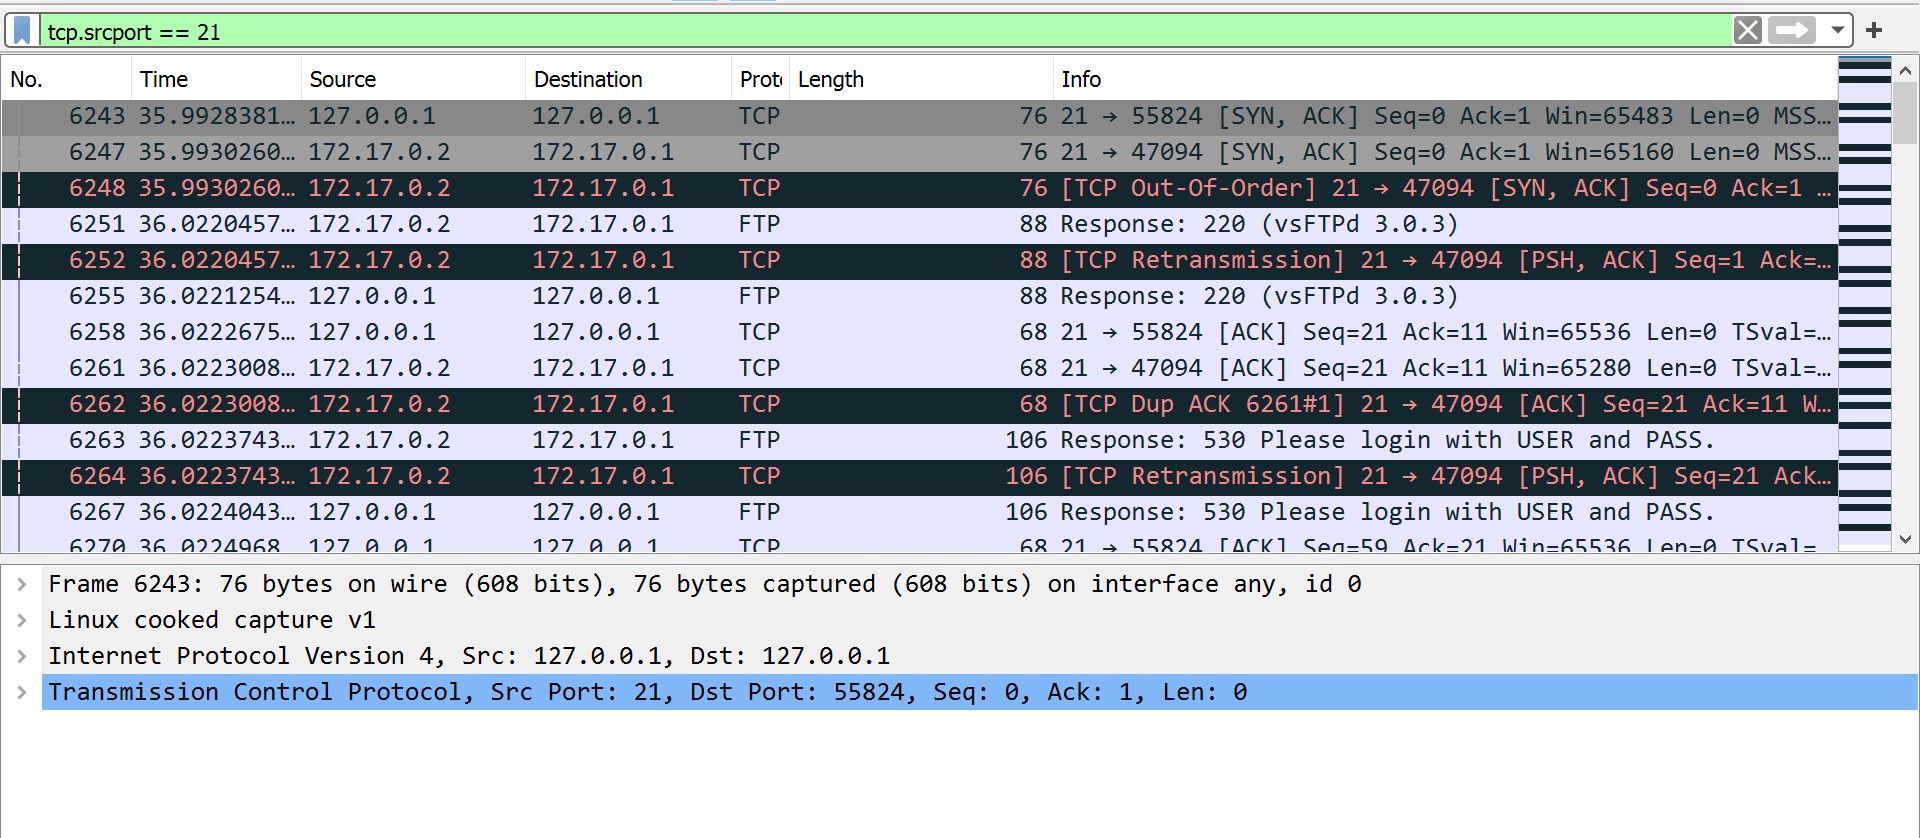 tcp.srcport == 21
No. Time Source Destination Proto Length Info
6243 35.9928381… 127.0.0.1 127.0.0.1 TCP 76 21 → 55824 [SYN, ACK] Seq=0 Ack=1 Win=65483 Len=0 MSS…
6247 35.9930260… 172.17.0.2 172.17.0.1 TCP 76 21 → 47094 [SYN, ACK] Seq=0 Ack=1 Win=65160 Len=0 MSS…
6248 35.9930260… 172.17.0.2 172.17.0.1 TCP 76 [TCP Out-Of-Order] 21 → 47094 [SYN, ACK] Seq=0 Ack=1 …
6251 36.0220457… 172.17.0.2 172.17.0.1 FTP 88 Response: 220 (vsFTPd 3.0.3)
6252 36.0220457… 172.17.0.2 172.17.0.1 TCP 88 [TCP Retransmission] 21 → 47094 [PSH, ACK] Seq=1 Ack=…
6255 36.0221254… 127.0.0.1 127.0.0.1 FTP 88 Response: 220 (vsFTPd 3.0.3)
6258 36.0222675… 127.0.0.1 127.0.0.1 TCP 68 21 → 55824 [ACK] Seq=21 Ack=11 Win=65536 Len=0 TSval=…
6261 36.0223008… 172.17.0.2 172.17.0.1 TCP 68 21 → 47094 [ACK] Seq=21 Ack=11 Win=65280 Len=0 TSval=…
6262 36.0223008… 172.17.0.2 172.17.0.1 TCP 68 [TCP Dup ACK 6261#1] 21 → 47094 [ACK] Seq=21 Ack=11 W…
6263 36.0223743… 172.17.0.2 172.17.0.1 FTP 106 Response: 530 Please login with USER and PASS.
6264 36.0223743… 172.17.0.2 172.17.0.1 TCP 106 [TCP Retransmission] 21 → 47094 [PSH, ACK] Seq=21 Ack…
6267 36.0224043… 127.0.0.1 127.0.0.1 FTP 106 Response: 530 Please login with USER and PASS.
6270 36.0224968 127.0.0.1 127.0.0.1 TCP 68 21 → 55824 [ACK] Seq=59 Ack=21 Win=65536 Len=0 TSval=
Frame 6243: 76 bytes on wire (608 bits), 76 bytes captured (608 bits) on interface any, id 0
Linux cooked capture v1
Internet Protocol Version 4, Src: 127.0.0.1, Dst: 127.0.0.1
Transmission Control Protocol, Src Port: 21, Dst Port: 55824, Seq: 0, Ack: 1, Len: 0